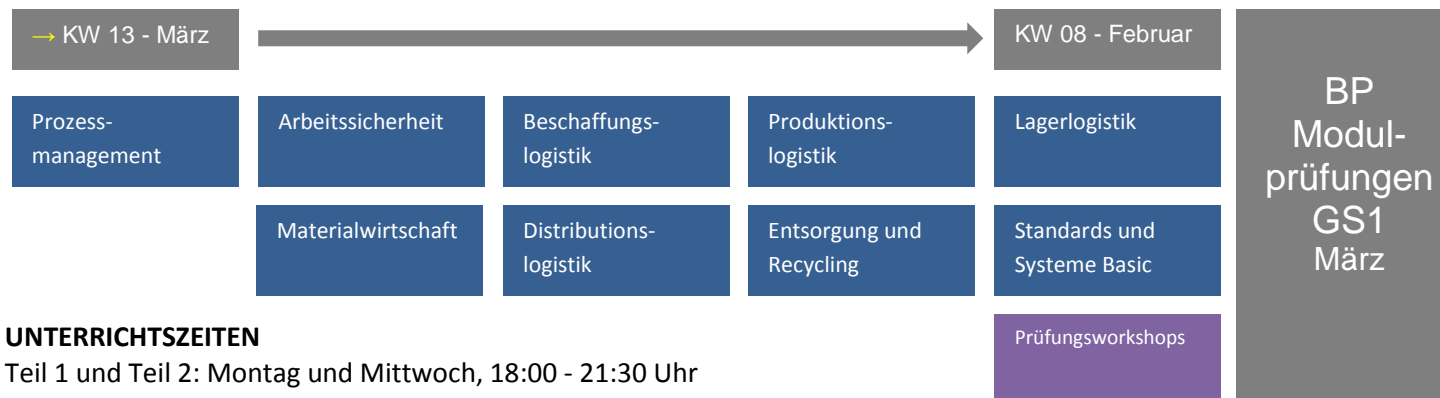 → KW 13 - März
KW 08 - Februar
BP
Modul-
prüfungen
GS1
März
Prozess-
management
Arbeitssicherheit
Beschaffungs-
logistik
Produktions-
logistik
Lagerlogistik
Materialwirtschaft
Distributions-
logistik
Entsorgung und
Recycling
Standards und
Systeme Basic
Prüfungsworkshops
UNTERRICHTSZEITEN
Teil 1 und Teil 2: Montag und Mittwoch, 18:00 - 21:30 Uhr